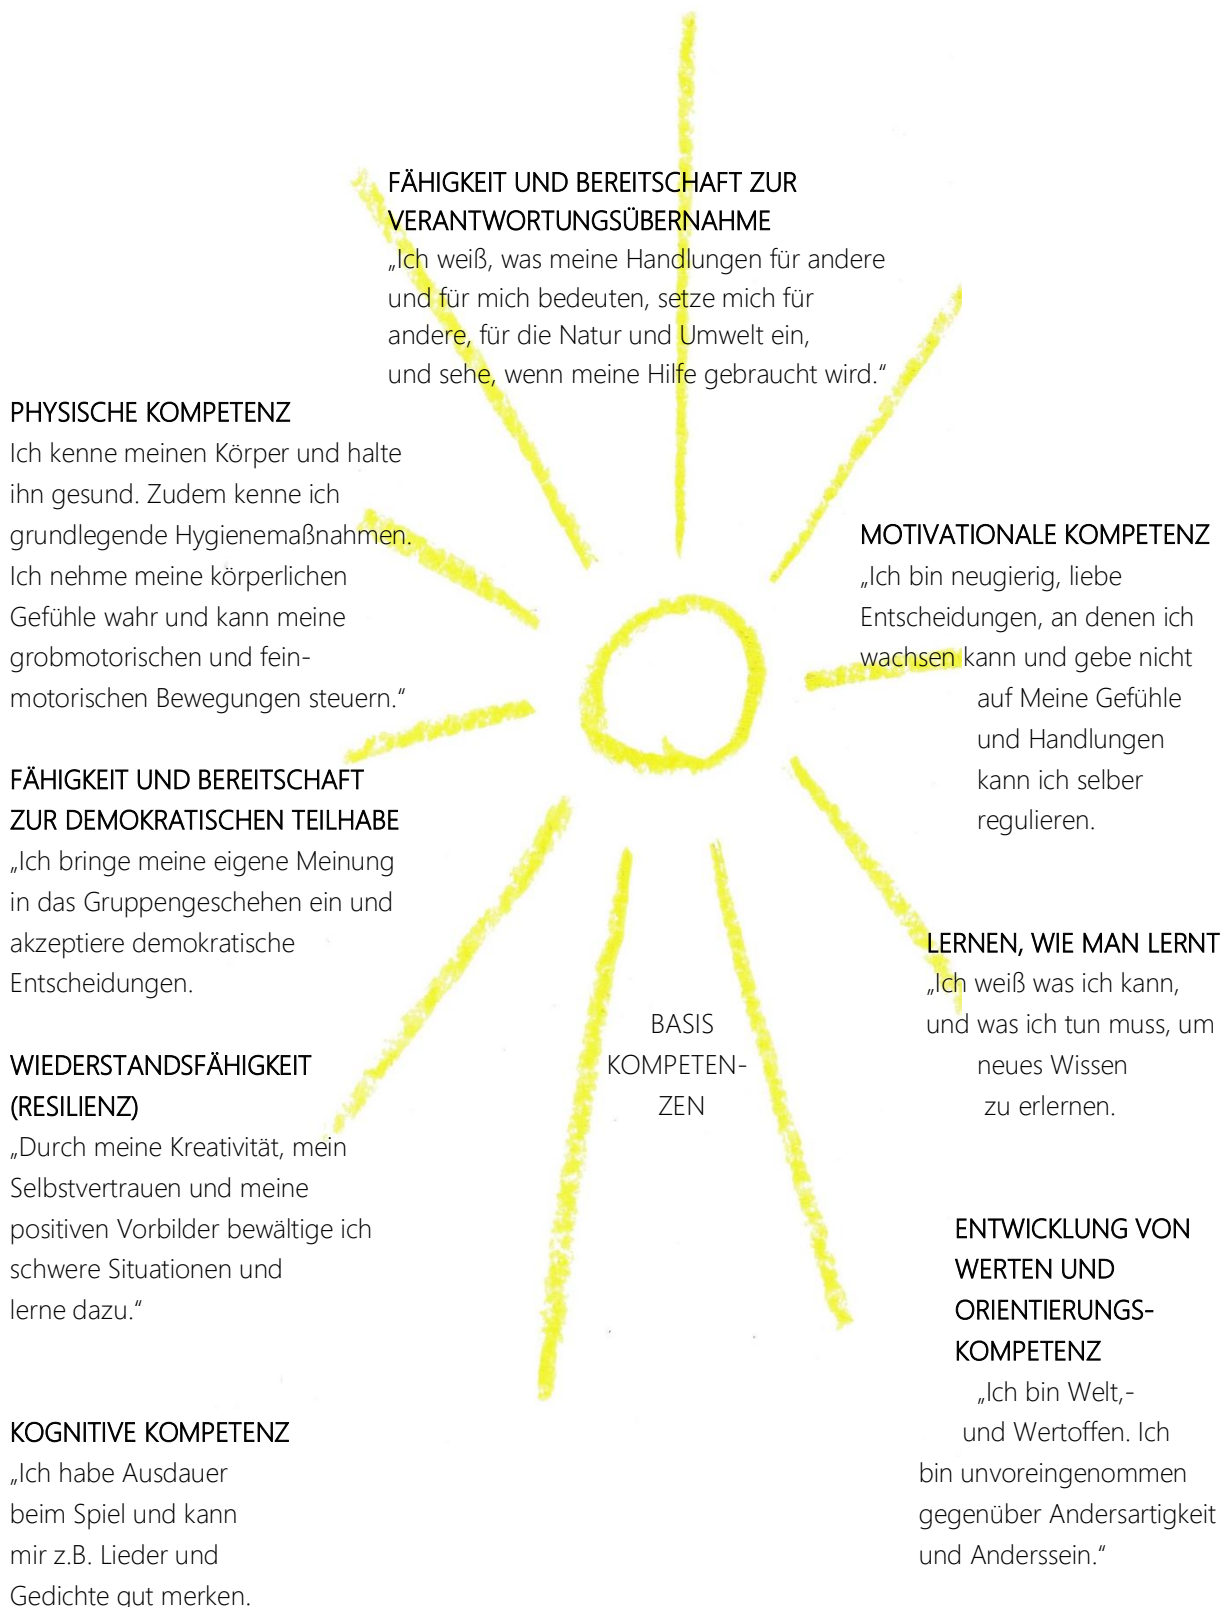 FÄHIGKEIT UND BEREITSCHAFT ZUR
VERANTWORTUNGSÜBERNAHME
„Ich weiß, was meine Handlungen für andere
und für mich bedeuten, setze mich für
andere, für die Natur und Umwelt ein,
und sehe, wenn meine Hilfe gebraucht wird.“
PHYSISCHE KOMPETENZ
Ich kenne meinen Körper und halte
ihn gesund. Zudem kenne ich
grundlegende Hygienemaßnahmen.
Ich nehme meine körperlichen
Gefühle wahr und kann meine
grobmotorischen und fein-
motorischen Bewegungen steuern.“
FÄHIGKEIT UND BEREITSCHAFT
ZUR DEMOKRATISCHEN TEILHABE
„Ich bringe meine eigene Meinung
in das Gruppengeschehen ein und
akzeptiere demokratische
Entscheidungen.
WIEDERSTANDSFÄHIGKEIT
(RESILIENZ)
„Durch meine Kreativität, mein
Selbstvertrauen und meine
positiven Vorbilder bewältige ich
schwere Situationen und
lerne dazu.“
KOGNITIVE KOMPETENZ
„Ich habe Ausdauer
beim Spiel und kann
mir z.B. Lieder und
Gedichte gut merken.
BASIS
KOMPETEN-
ZEN
MOTIVATIONALE KOMPETENZ
„Ich bin neugierig, liebe
Entscheidungen, an denen ich
wachsen kann und gebe nicht
auf Meine Gefühle
und Handlungen
kann ich selber
regulieren.
LERNEN, WIE MAN LERNT
„Ich weiß was ich kann,
und was ich tun muss, um
neues Wissen
zu erlernen.
ENTWICKLUNG VON
WERTEN UND
ORIENTIERUNGS-
KOMPETENZ
„Ich bin Welt,-
und Wertoffen. Ich
bin unvoreingenommen
gegenüber Andersartigkeit
und Anderssein.“